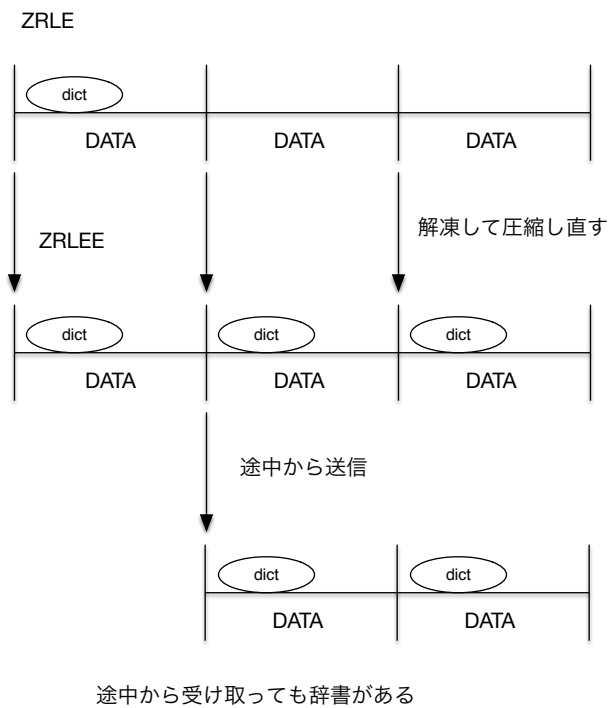 ZRLE
dict
DATA DATA DATA
ZRLEE
解凍して圧縮し直す
dict dict dict
DATA DATA DATA
途中から送信
dict dict
DATA DATA
途中から受け取っても辞書がある